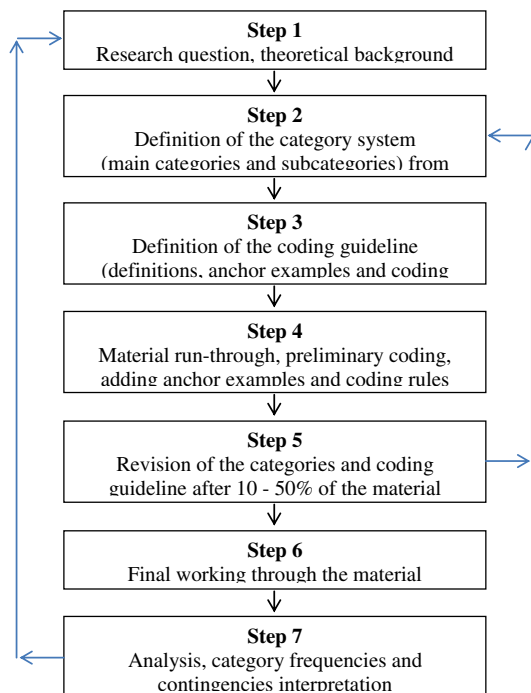 Step 1
Research question, theoretical background
Step 2
Definition of the category system
(main categories and subcategories) from
Step 3
Definition of the coding guideline
(definitions, anchor examples and coding
Step 4
Material run-through, preliminary coding,
adding anchor examples and coding rules
Step 5
Revision of the categories and coding
guideline after 10 - 50% of the material
Step 6
Final working through the material
Step 7
Analysis, category frequencies and
contingencies interpretation